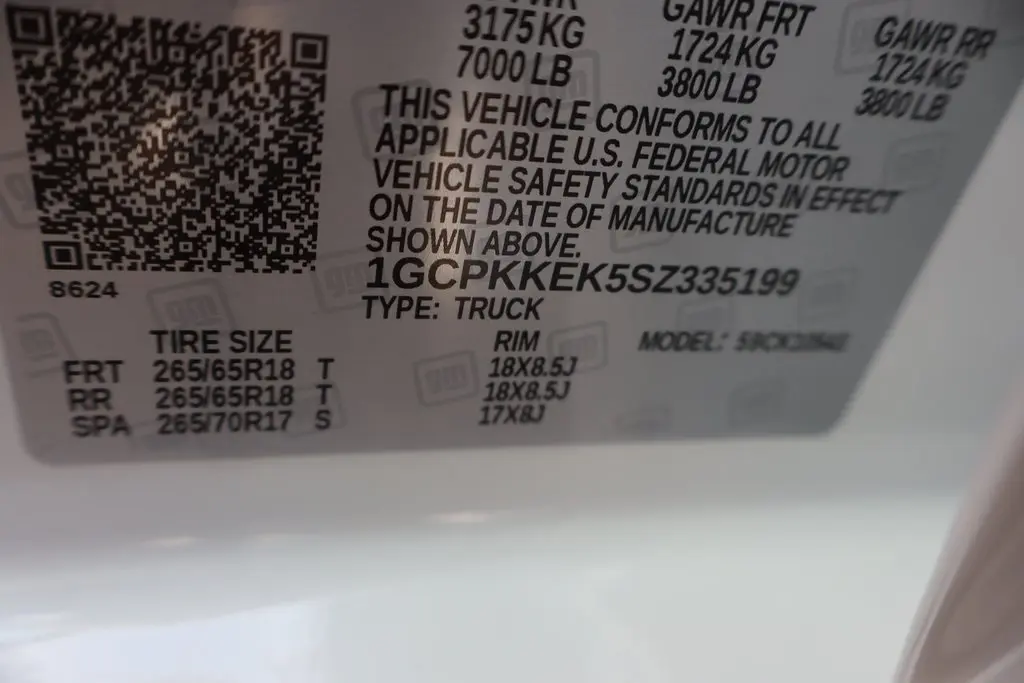 3175 KG
7000 LB
GAWR FRT
1724 KG
3800 LB
GAWR RR
1724 KG
3800 LB
THIS VEHICLE CONFORMS TO ALL
APPLICABLE U.S. FEDERAL MOTOR
VEHICLE SAFETY STANDARDS IN EFFECT
ON THE DATE OF MANUFACTURE
SHOWN ABOVE.
1GCPKKEK5SZ335199
8624
TYPE: TRUCK
TIRE SIZE RIM MODEL:
FRT 265/65R18 T 18X8.5J
RR 265/65R18 T 18X8.5J
SPA 265/70R17 S 17X8J